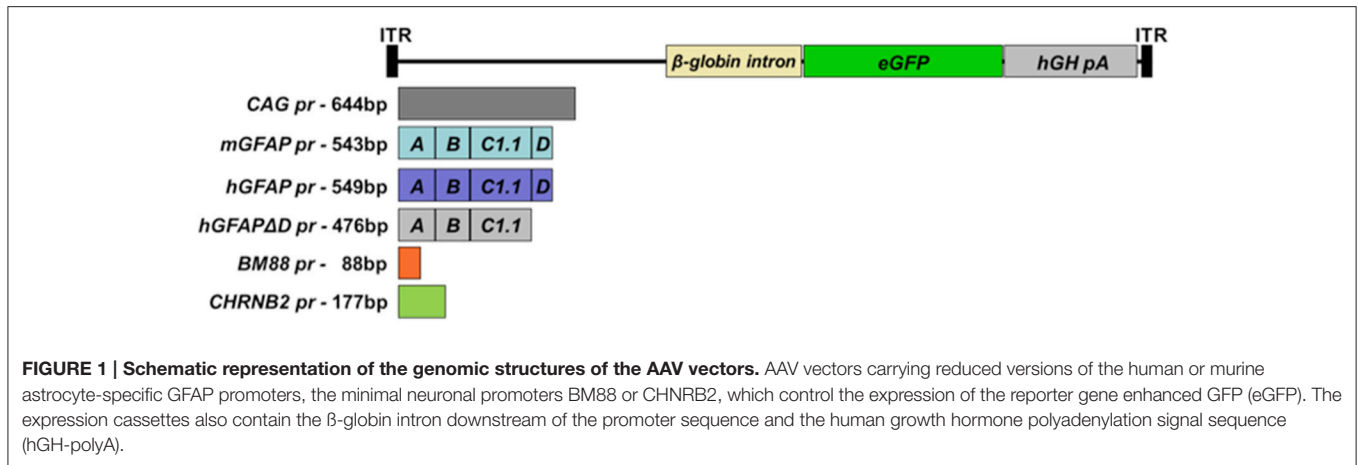 ITR ITR
β-globin intron eGFP hGH pA
CAG pr - 644bp
mGFAP pr - 543bp A B C1.1 D
hGFAP pr - 549bp A B C1.1 D
hGFAPΔD pr - 476bp A B C1.1
BM88 pr - 88bp
CHRNB2 pr - 177bp
FIGURE 1 | Schematic representation of the genomic structures of the AAV vectors. AAV vectors carrying reduced versions of the human or murine
astrocyte-specific GFAP promoters, the minimal neuronal promoters BM88 or CHNRB2, which control the expression of the reporter gene enhanced GFP (eGFP). The
expression cassettes also contain the ß-globin intron downstream of the promoter sequence and the human growth hormone polyadenylation signal sequence
(hGH-polyA).